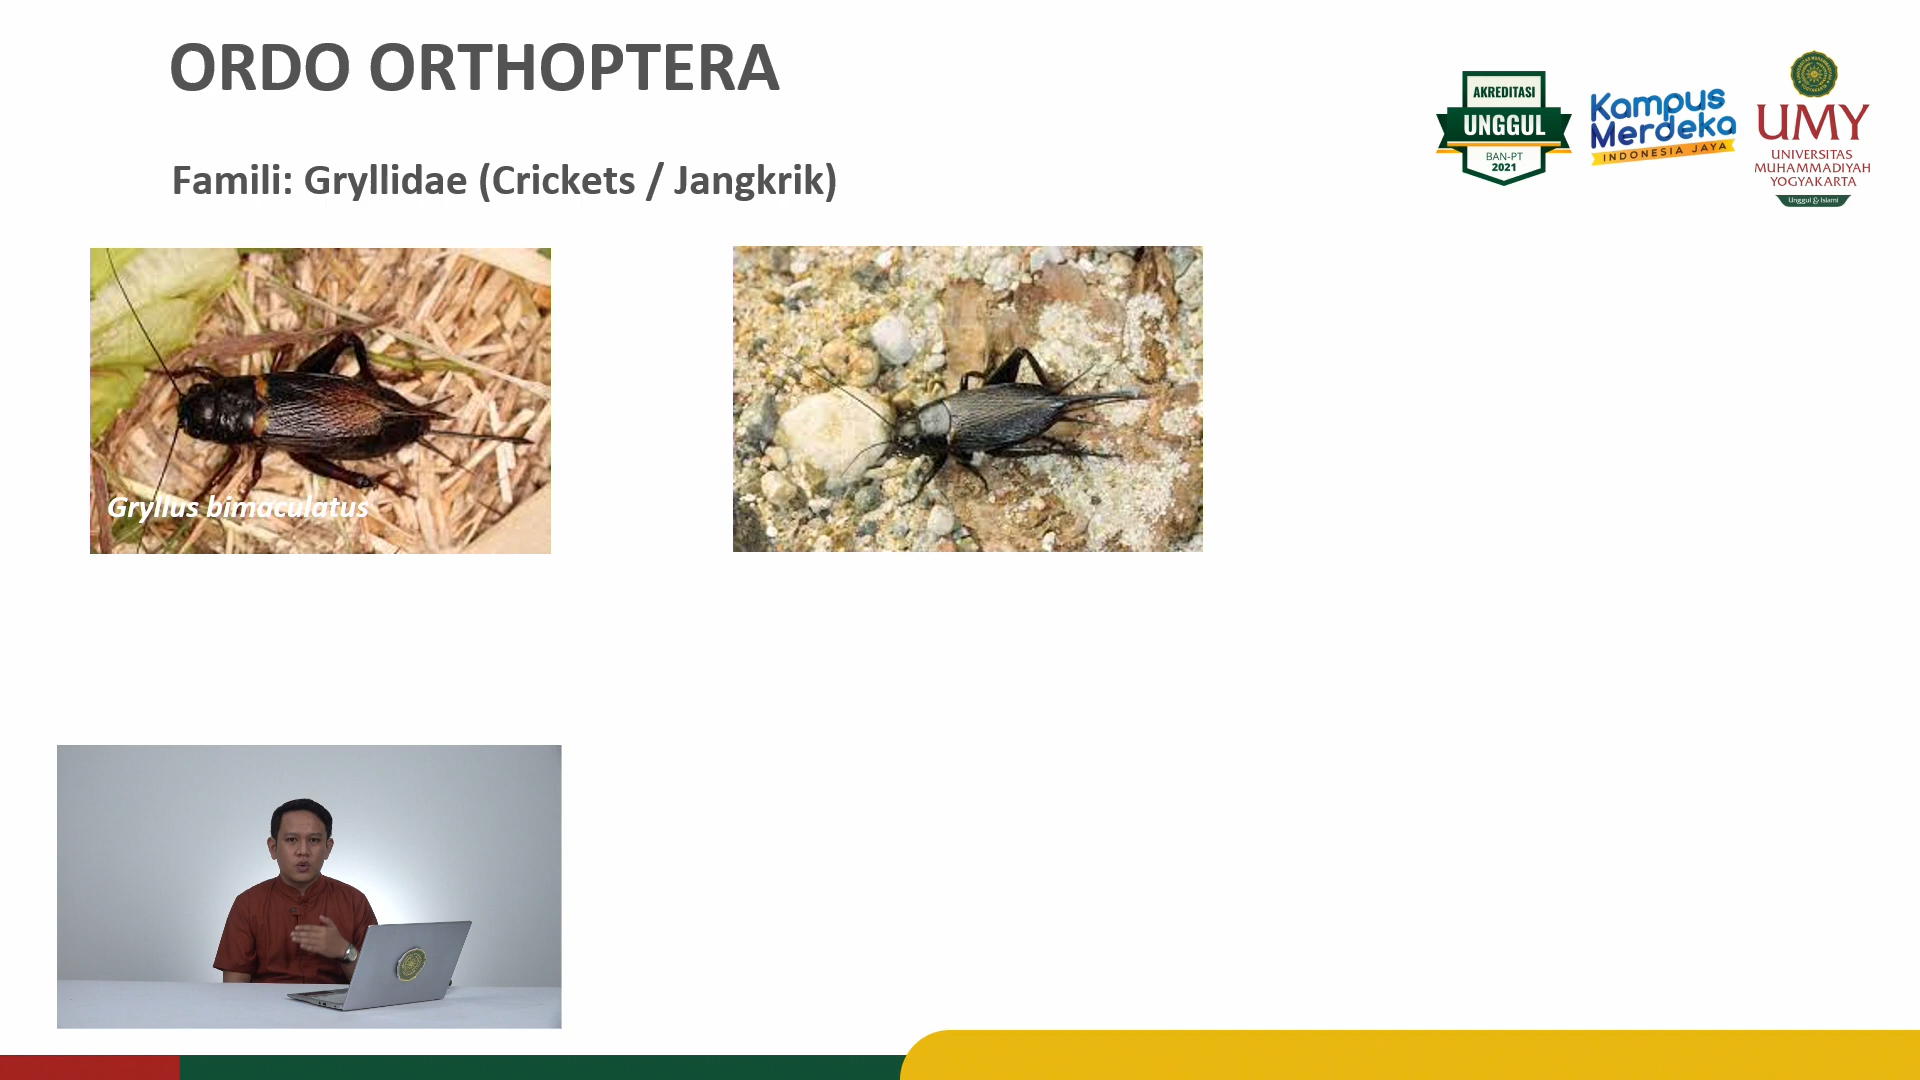 ORDO ORTHOPTERA
Famili: Gryllidae (Crickets / Jangkrik)
AKREDITASI
UNGGUL
BAN-PT
2021
Kampus
Merdeka
INDONESIA JAYA
UMY
UNIVERSITAS
MUHAMMADIYAH
YOGYAKARTA
Unggul & Islami
Gryllus bimaculatus